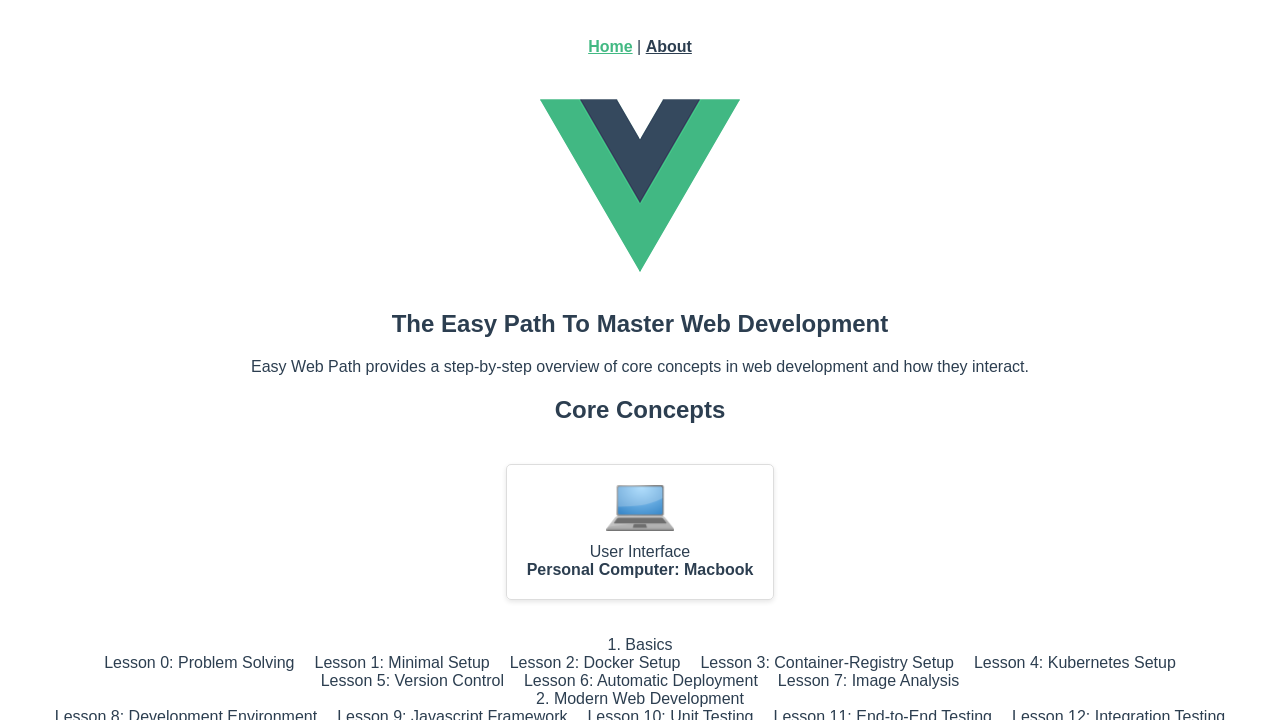 Home | About
The Easy Path To Master Web Development
Easy Web Path provides a step-by-step overview of core concepts in web development and how they interact.
Core Concepts
User Interface
Personal Computer: Macbook
1. Basics
Lesson 0: Problem Solving Lesson 1: Minimal Setup Lesson 2: Docker Setup Lesson 3: Container-Registry Setup Lesson 4: Kubernetes Setup
Lesson 5: Version Control Lesson 6: Automatic Deployment Lesson 7: Image Analysis
2. Modern Web Development
Lesson 8: Development Environment Lesson 9: Javascript Framework Lesson 10: Unit Testing Lesson 11: End-to-End Testing Lesson 12: Integration Testing